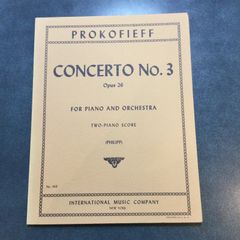 PROKOFIEFF
CONCERTO No. 3
Opus 26
FOR PIANO AND ORCHESTRA
TWO-PIANO SCORE
(PHILIPP)
INTERNATIONAL MUSIC COMPANY
NEW YORK